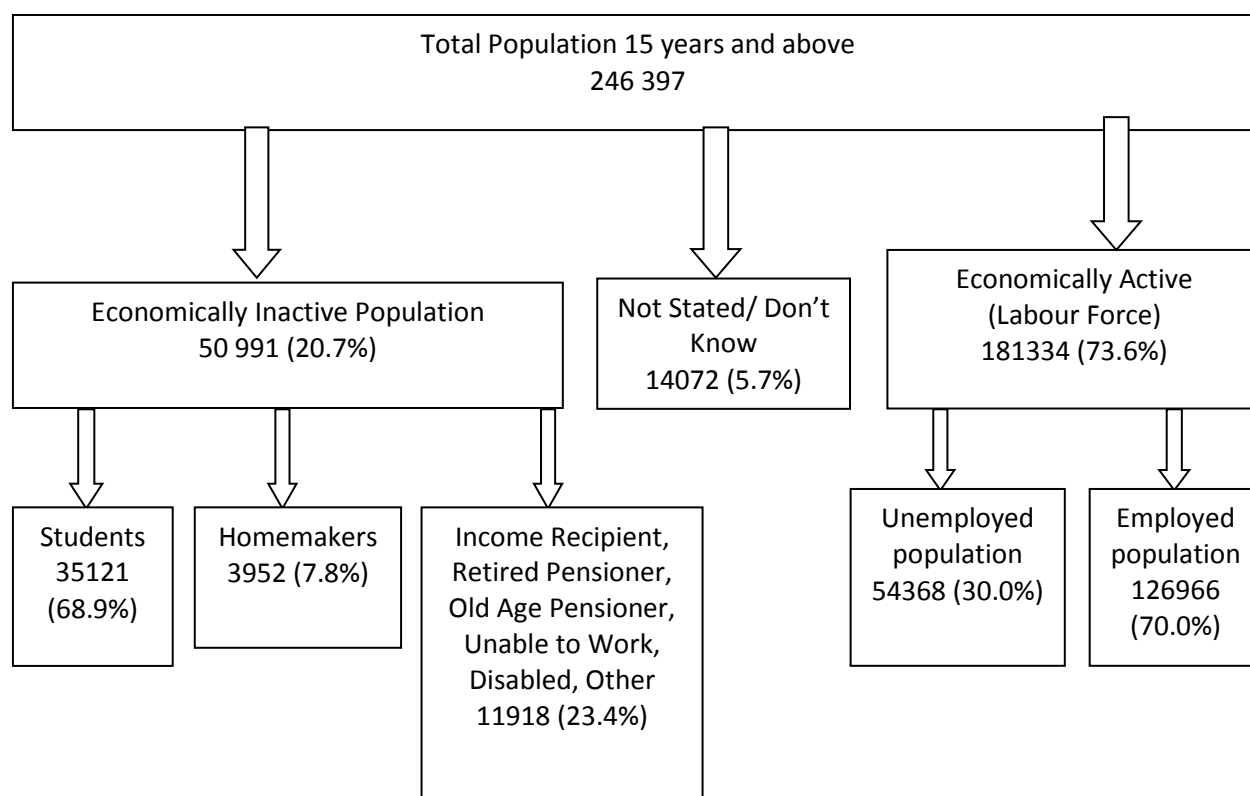 Total Population 15 years and above
246 397
Economically Inactive Population
50 991 (20.7%)
Not Stated/ Don’t
Know
14072 (5.7%)
Economically Active
(Labour Force)
181334 (73.6%)
Students
35121
(68.9%)
Homemakers
3952 (7.8%)
Income Recipient,
Retired Pensioner,
Old Age Pensioner,
Unable to Work,
Disabled, Other
11918 (23.4%)
Unemployed
population
54368 (30.0%)
Employed
population
126966
(70.0%)